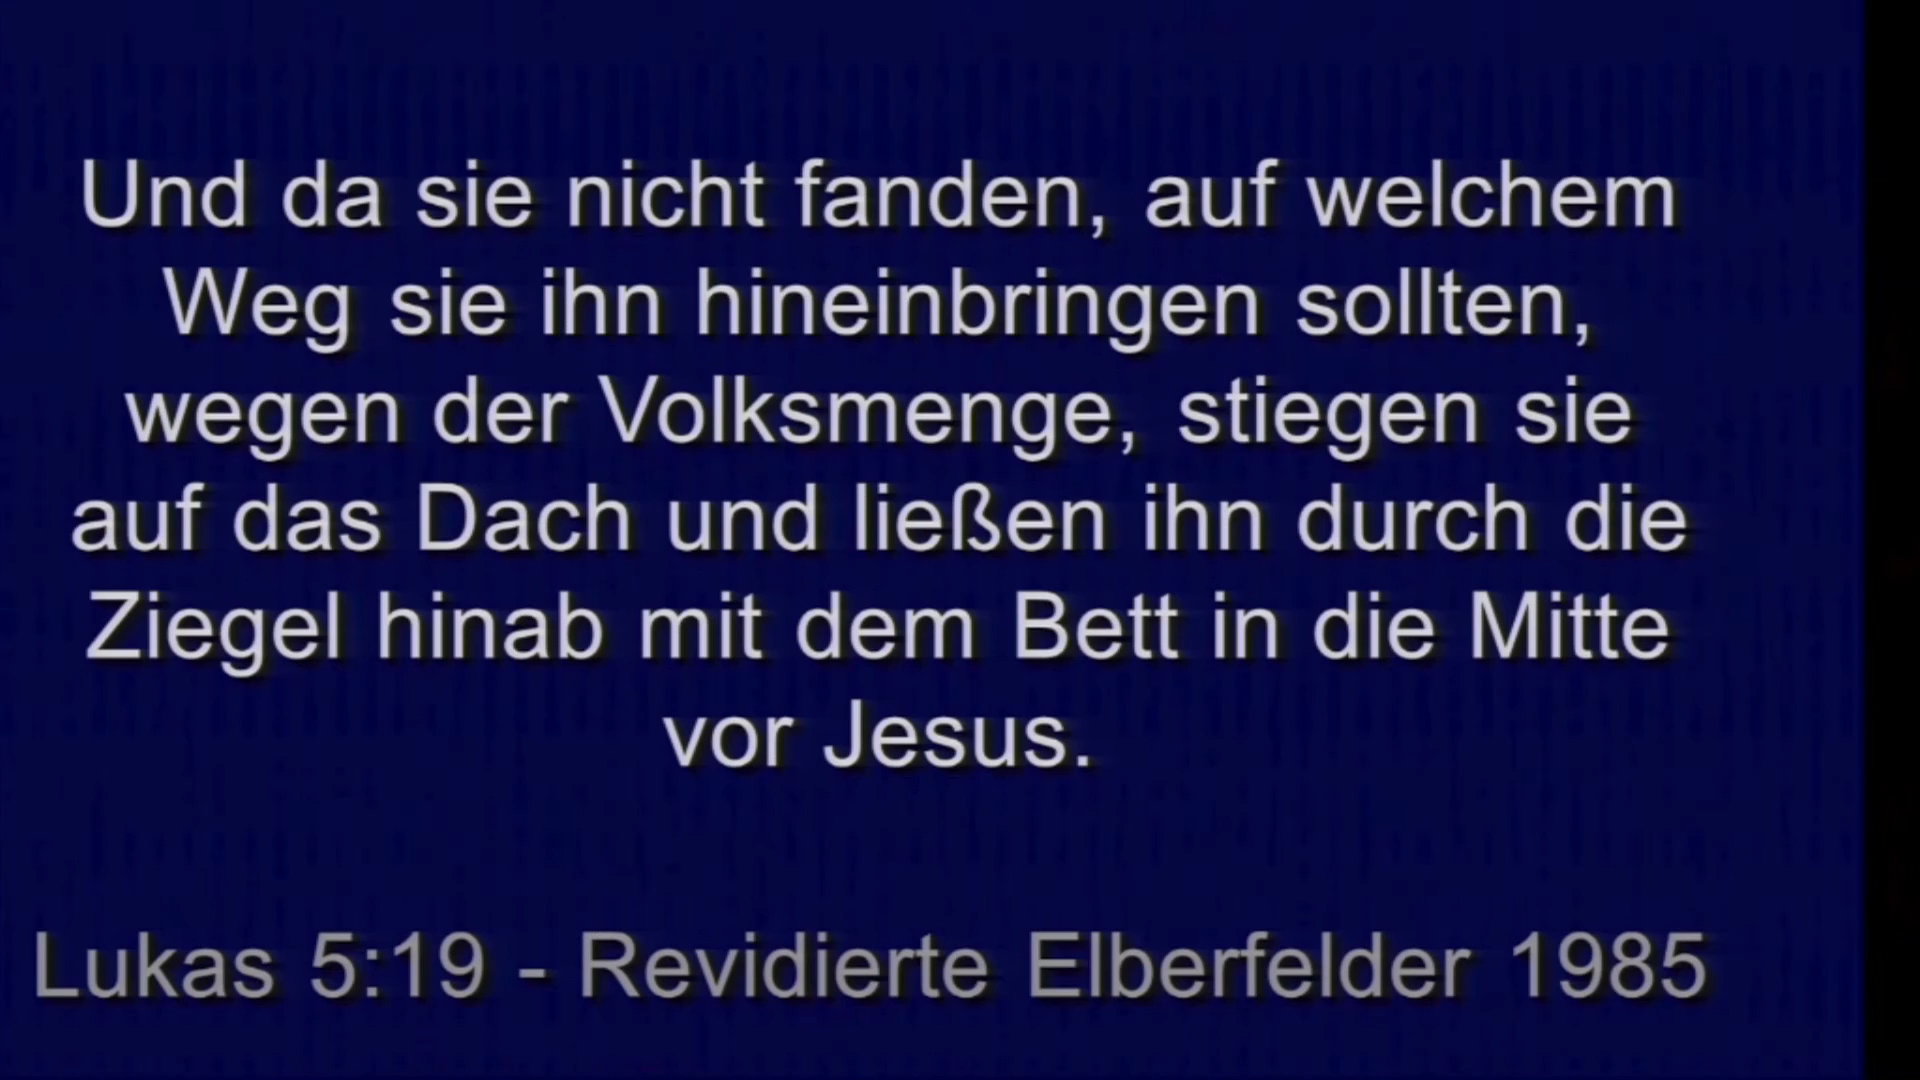 Und da sie nicht fanden, auf welchem
Weg sie ihn hineinbringen sollten,
wegen der Volksmenge, stiegen sie
auf das Dach und ließen ihn durch die
Ziegel hinab mit dem Bett in die Mitte
vor Jesus.
Lukas 5:19 - Revidierte Elberfelder 1985